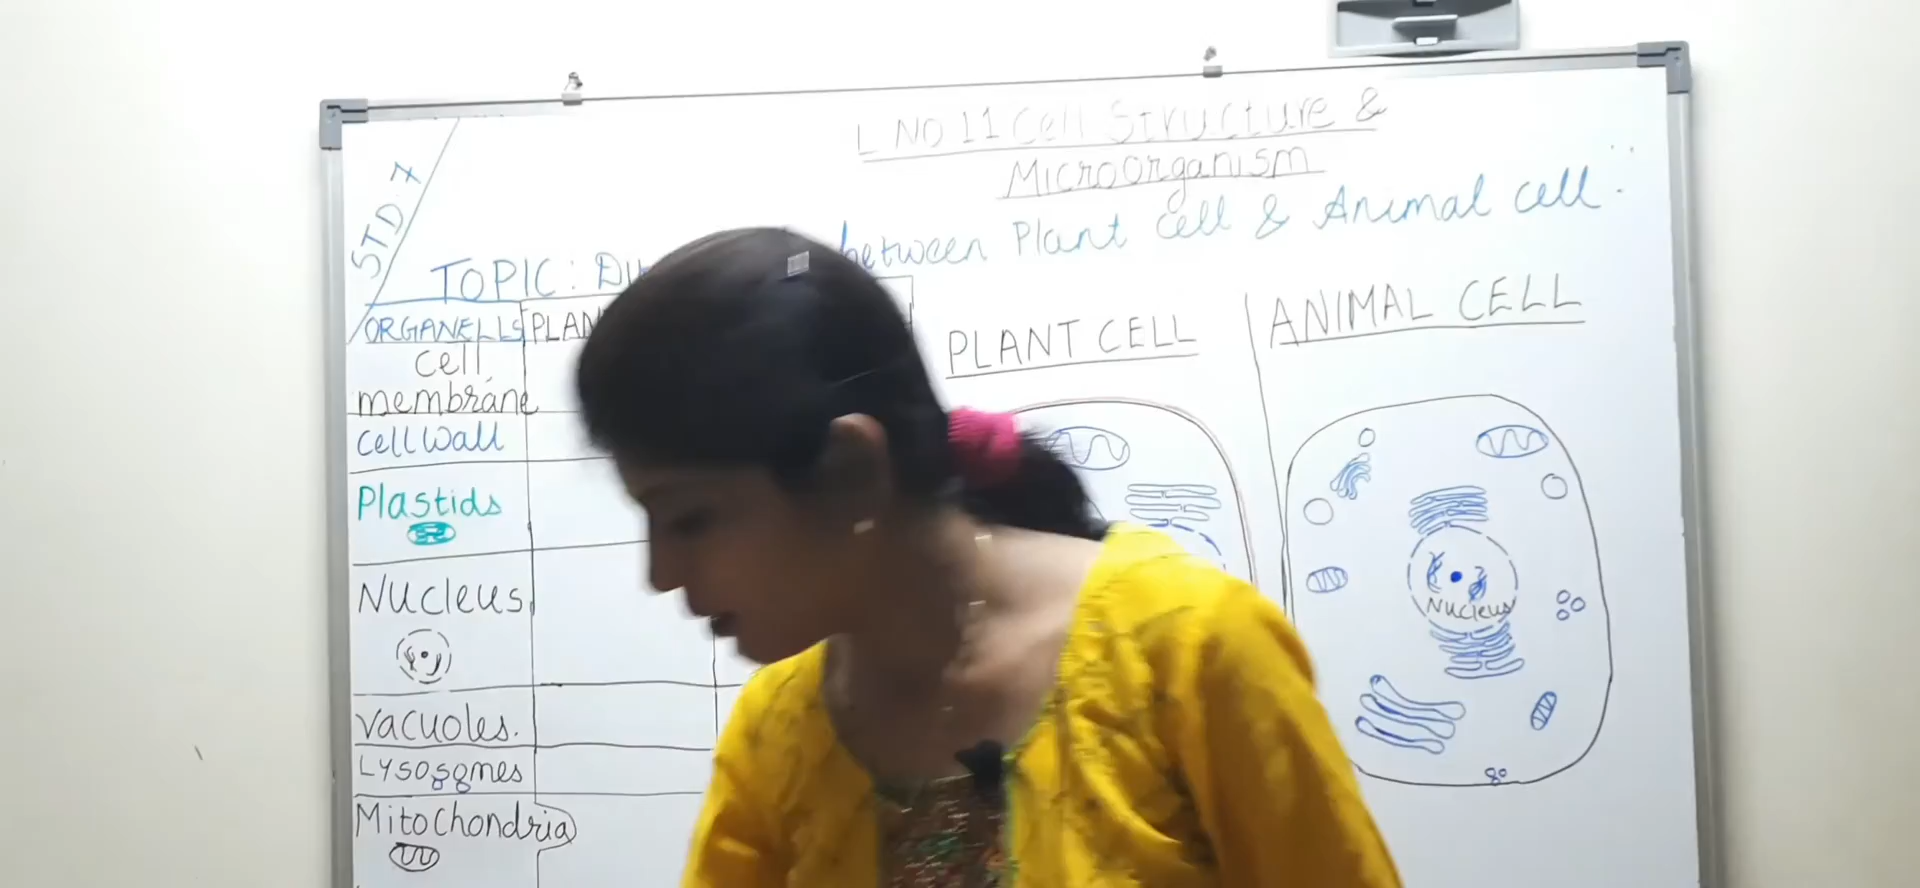 L NO 11 Cell Structure &
Microorganism
STD: 7
TOPIC: between Plant Cell & Animal cell :
ORGANELLS
Cell membrane
Cell Wall
Plastids
Nucleus
Vacuoles.
Lysosomes
Mitochondria
PLANT CELL
ANIMAL CELL
Nucleus